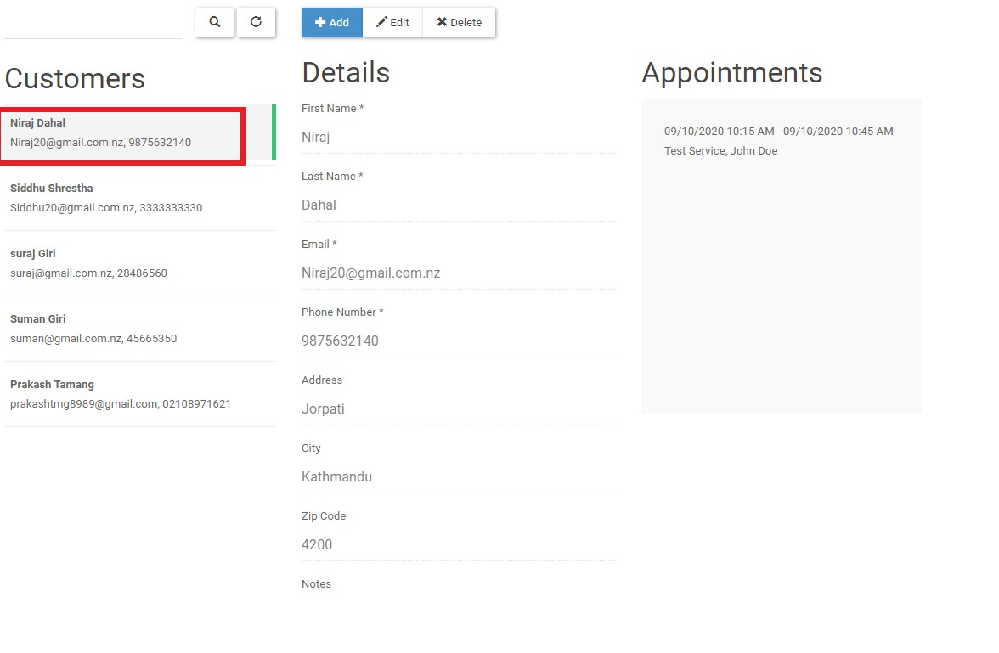 Add
Edit
Delete
Customers
Niraj Dahal
Niraj20@gmail.com.nz, 9875632140
Siddhu Shrestha
Siddhu20@gmail.com.nz, 3333333330
suraj Giri
suraj@gmail.com.nz, 28486560
Suman Giri
suman@gmail.com.nz, 45665350
Prakash Tamang
prakashtmg8989@gmail.com, 02108971621
Details
First Name *
Niraj
Last Name *
Dahal
Email *
Niraj20@gmail.com.nz
Phone Number *
9875632140
Address
Jorpati
City
Kathmandu
Zip Code
4200
Notes
Appointments
09/10/2020 10:15 AM - 09/10/2020 10:45 AM
Test Service, John Doe